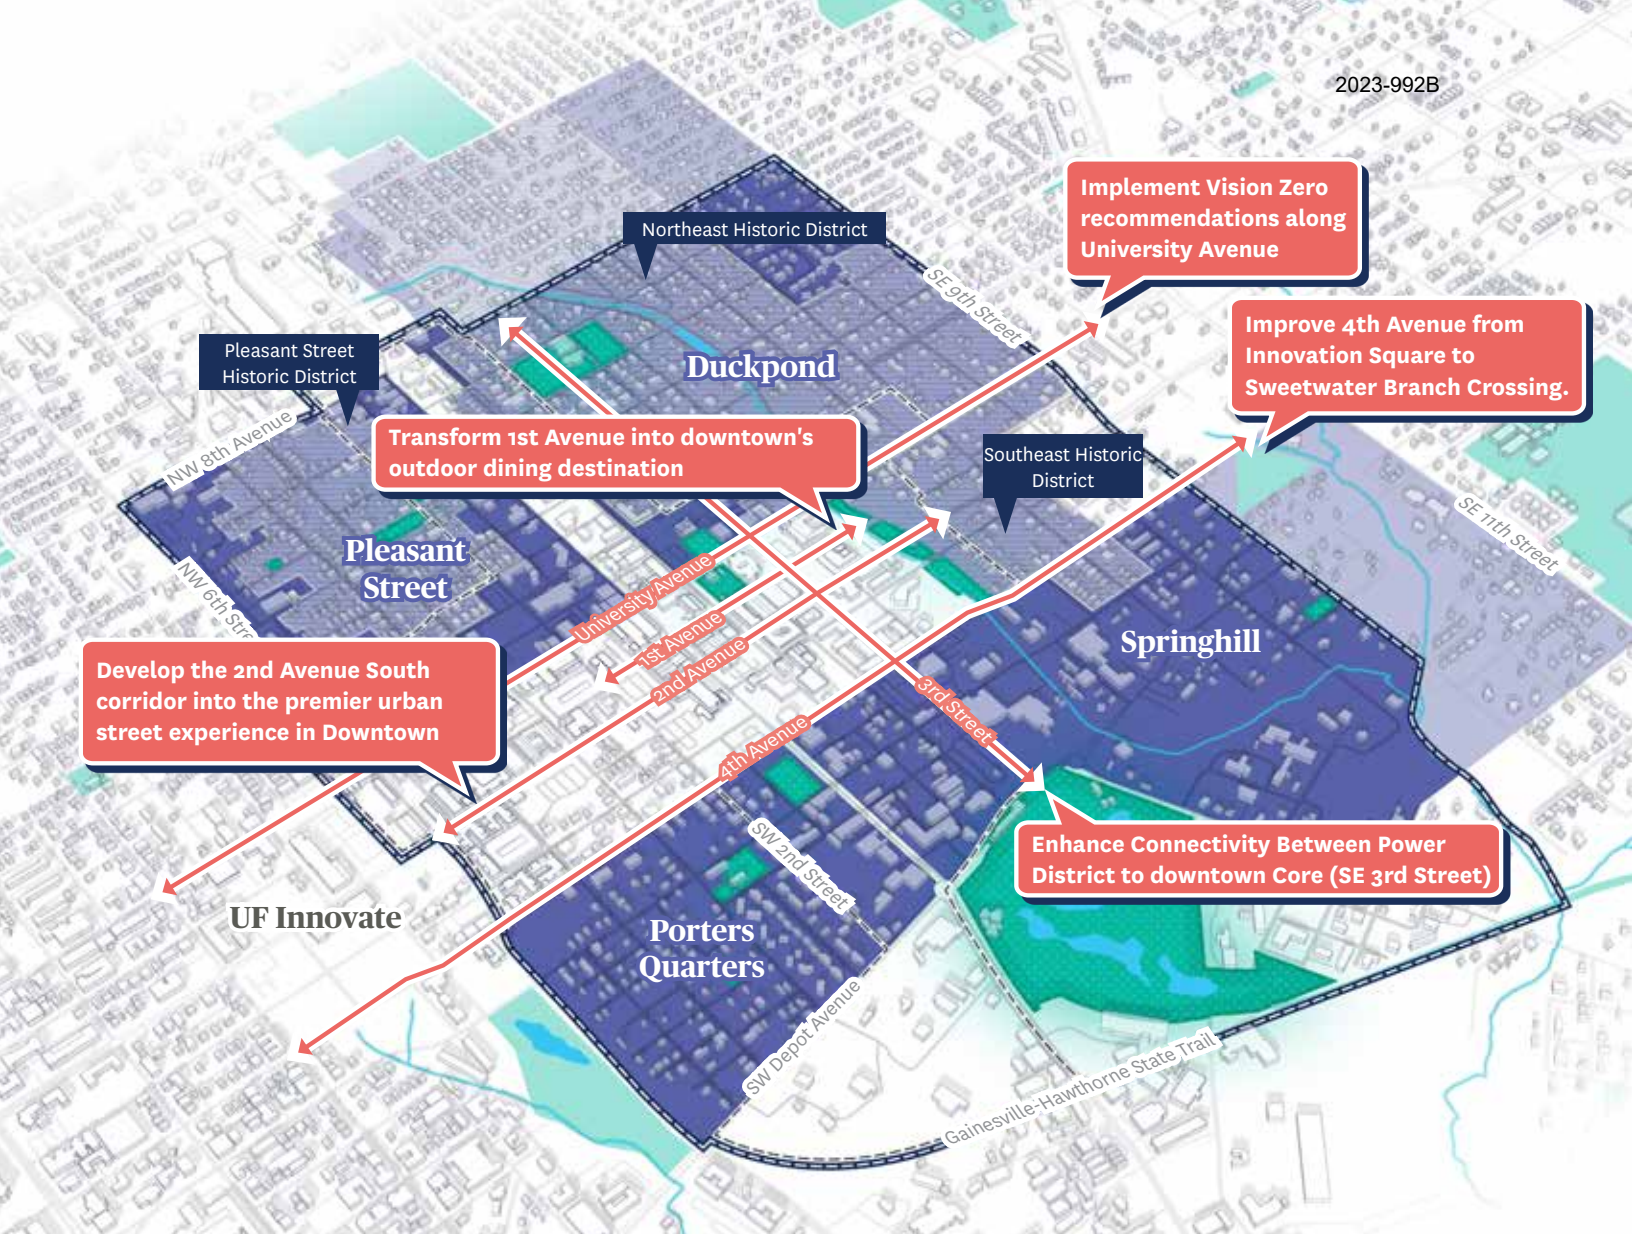 2023-992B
Implement Vision Zero
recommendations along
University Avenue
Northeast Historic District
SE 9th Street
Improve 4th Avenue from
Innovation Square to
Sweetwater Branch Crossing.
Pleasant Street
Historic District
Duckpond
NW 8th Avenue
Transform 1st Avenue into downtown's
outdoor dining destination
Southeast Historic
District
SE 11th Street
Pleasant
Street
NW 6th Stre
University Avenue
1st Avenue
2nd Avenue
Springhill
Develop the 2nd Avenue South
corridor into the premier urban
street experience in Downtown
3rd Street
4th Avenue
SW 2nd Street
Enhance Connectivity Between Power
District to downtown Core (SE 3rd Street)
UF Innovate
Porters
Quarters
SW Depot Avenue
Gainesville-Hawthorne State Trail